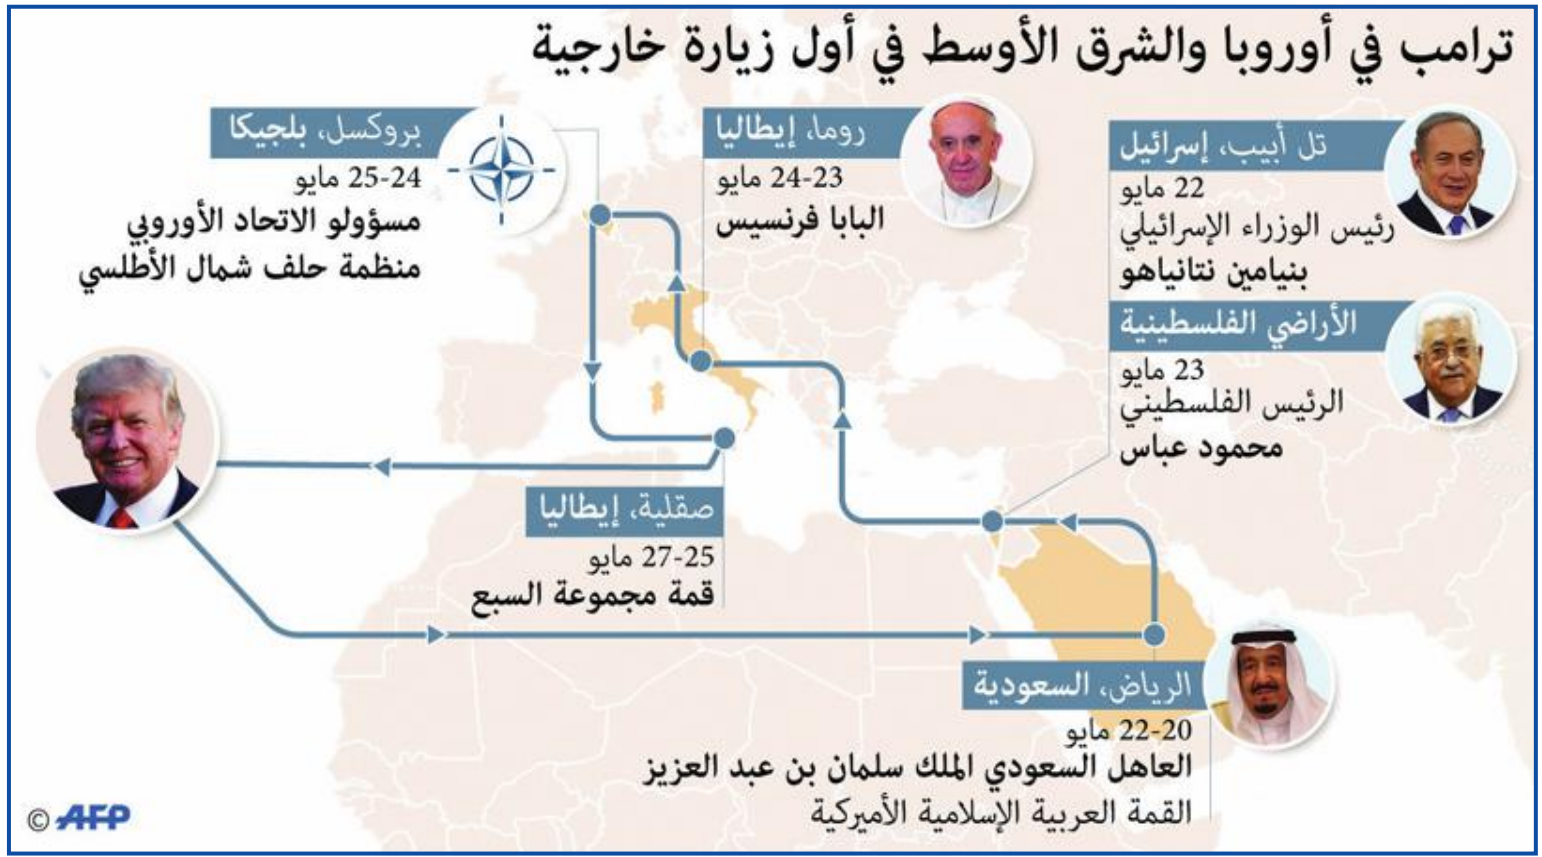 ترامب في أوروبا والشرق الأوسط في أول زيارة خارجية
تل أبيب، إسرائيل
22 مايو
رئيس الوزراء الإسرائيلي
بنيامين نتانياهو
الأراضي الفلسطينية
23 مايو
الرئيس الفلسطيني
محمود عباس
روما، إيطاليا
23-24 مايو
البابا فرنسيس
بروكسل، بلجيكا
24-25 مايو
مسؤولو الاتحاد الأوروبي
منظمة حلف شمال الأطلسي
صقلية، إيطاليا
25-27 مايو
قمة مجموعة السبع
الرياض، السعودية
20-22 مايو
العاهل السعودي الملك سلمان بن عبد العزيز
القمة العربية الإسلامية الأميركية
© AFP